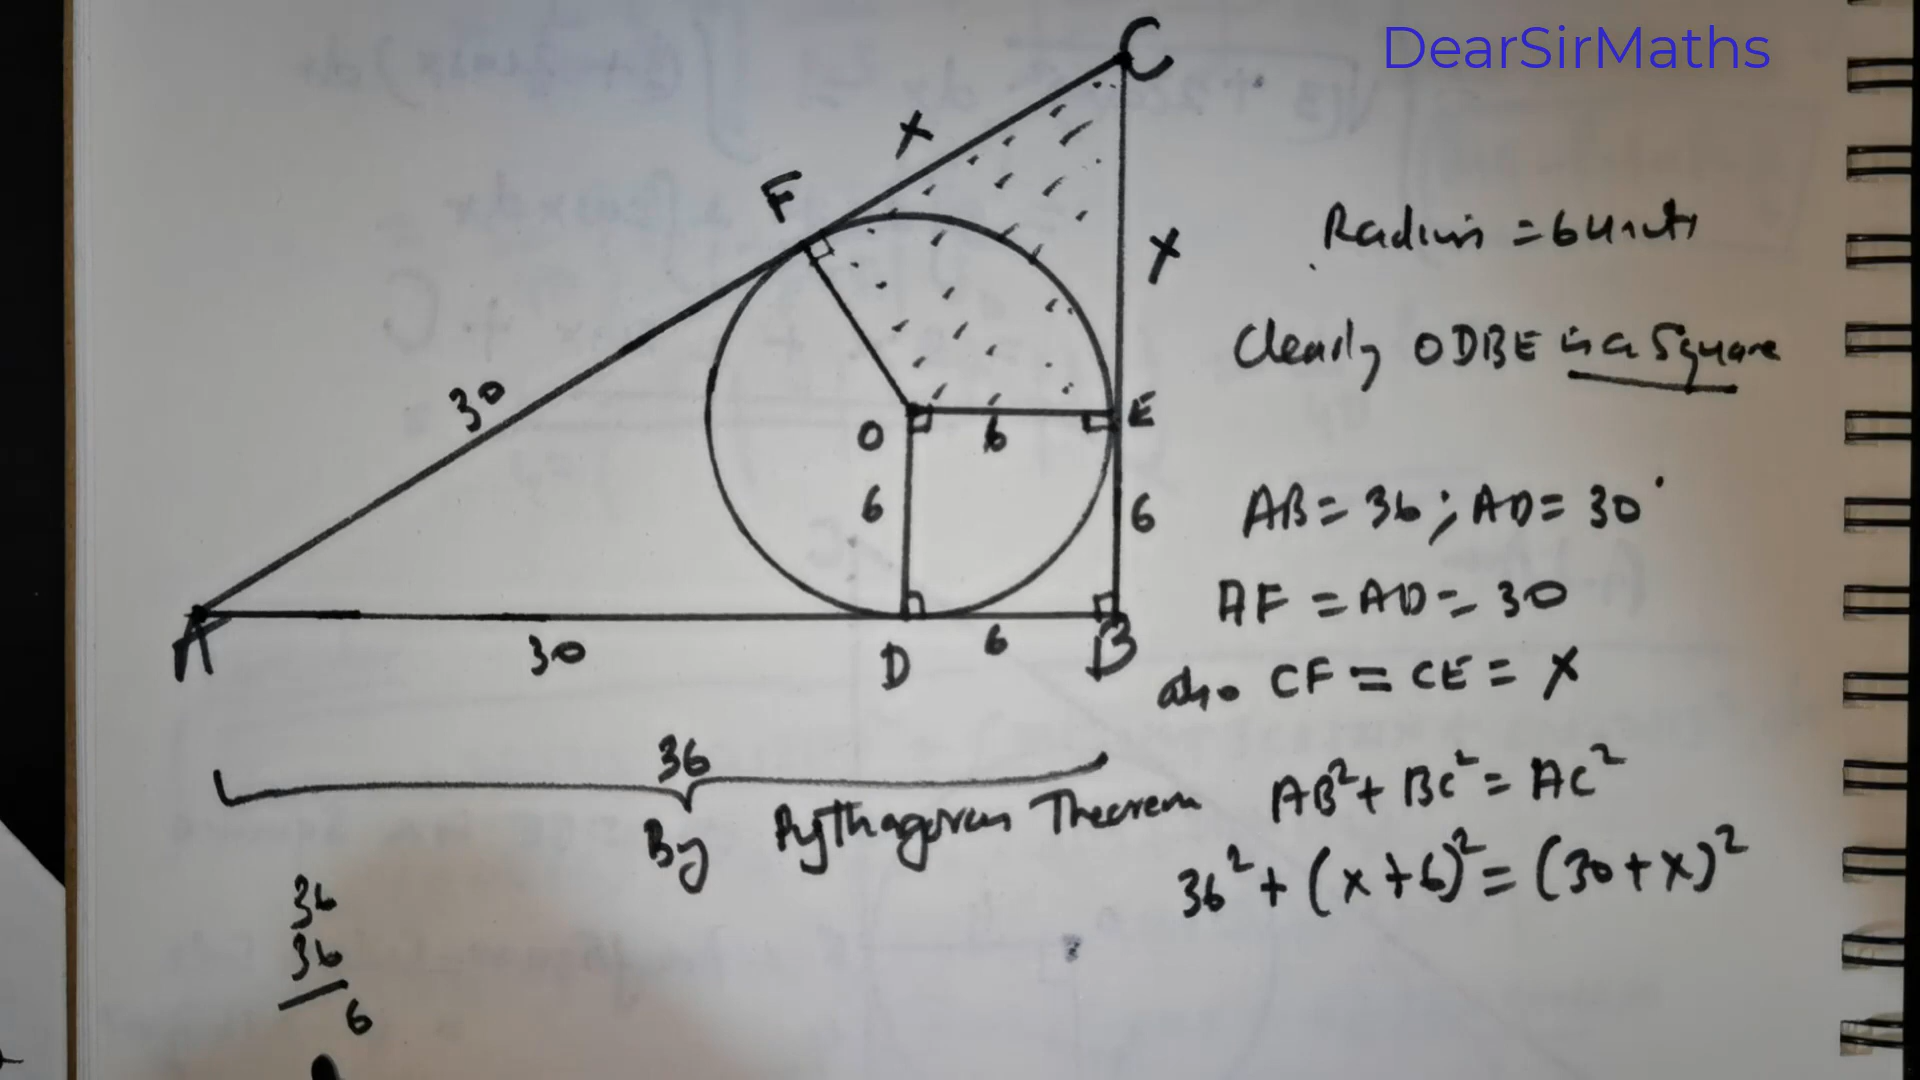 DearSirMaths
C
x
F
x
Radius = 6 units
Clearly ODBE is a Square
30
O
6
E
6
6
AB = 36 ; AD = 30
AF = AD = 30
A
30
D
6
B
also CF = CE = x
36
By Pythagorus Theorem
AB² + BC² = AC²
36² + (x+6)² = (30+x)²
36
36
6